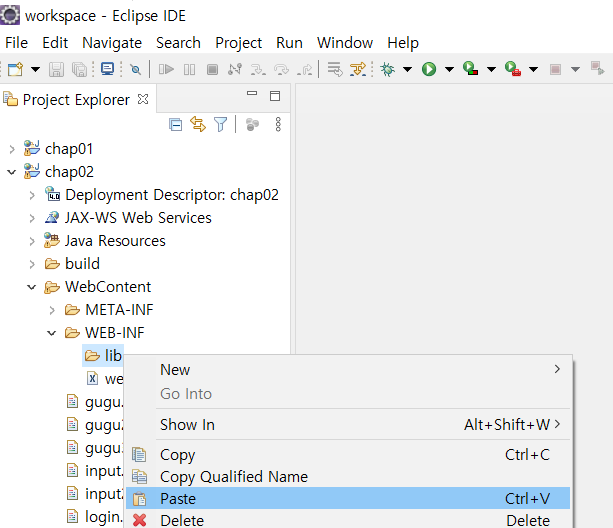 workspace - Eclipse IDE
File Edit Navigate Search Project Run Window Help
Project Explorer
chap01
chap02
4.0 Deployment Descriptor: chap02
JAX-WS Web Services
Java Resources
build
WebContent
META-INF
WEB-INF
lib
we
gugu.
gugu
gugu
input.
input
login.
New
Go Into
Show In Alt+Shift+W
Copy Ctrl+C
Copy Qualified Name
Paste Ctrl+V
Delete Delete